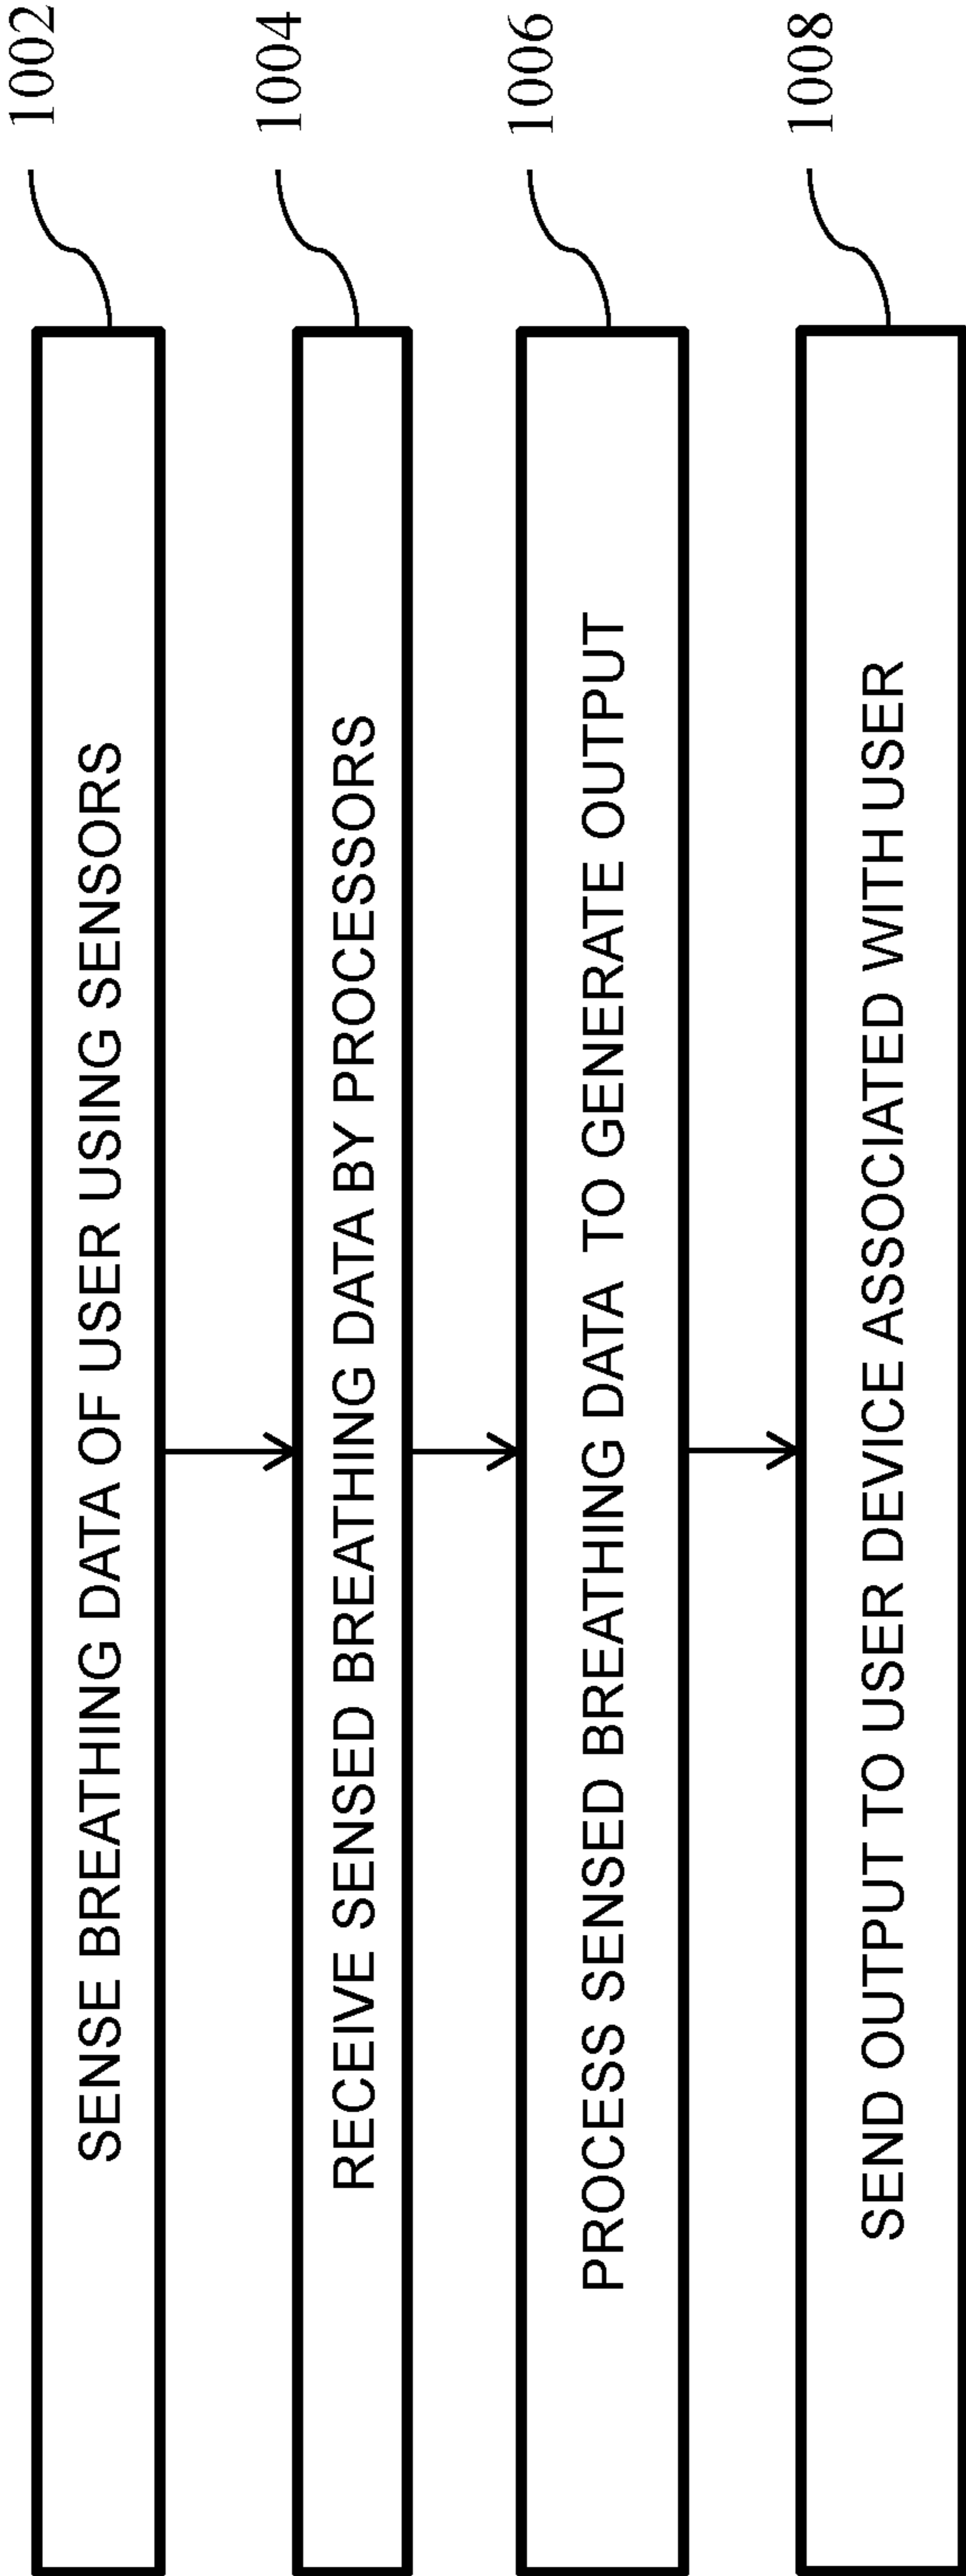 SENSE BREATHING DATA OF USER USING SENSORS
1002
RECEIVE SENSED BREATHING DATA BY PROCESSORS
1004
PROCESS SENSED BREATHING DATA TO GENERATE OUTPUT
1006
SEND OUTPUT TO USER DEVICE ASSOCIATED WITH USER
1008